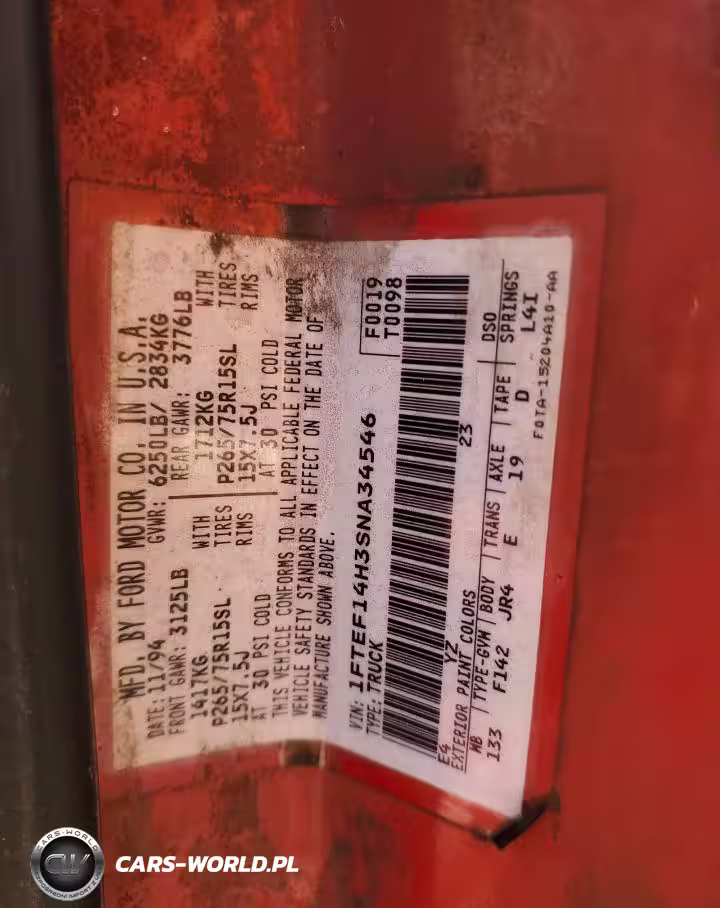 MFD. BY FORD MOTOR CO. IN U.S.A.
DATE: 11/94 GVWR: 6250LB/ 2834KG
FRONT GAWR: 3125LB REAR GAWR: 3776LB
1417KG WITH 1712KG WITH
P265/75R15SL TIRES P265/75R15SL TIRES
15X7.5J RIMS 15X7.5J RIMS
AT 30 PSI COLD AT 30 PSI COLD
THIS VEHICLE CONFORMS TO ALL APPLICABLE FEDERAL MOTOR
VEHICLE SAFETY STANDARDS IN EFFECT ON THE DATE OF
MANUFACTURE SHOWN ABOVE.
VIN: 1FTEF14H3SNA34546 F0019
TYPE: TRUCK T0098
E4 YZ 23
EXTERIOR PAINT COLORS DSO
WB TYPE-GVW BODY TRANS AXLE TAPE SPRINGS
133 F142 JR4 E 19 D L4I
F0TA-15204A10-AA
CARS-WORLD
CW
CARS-WORLD.PL